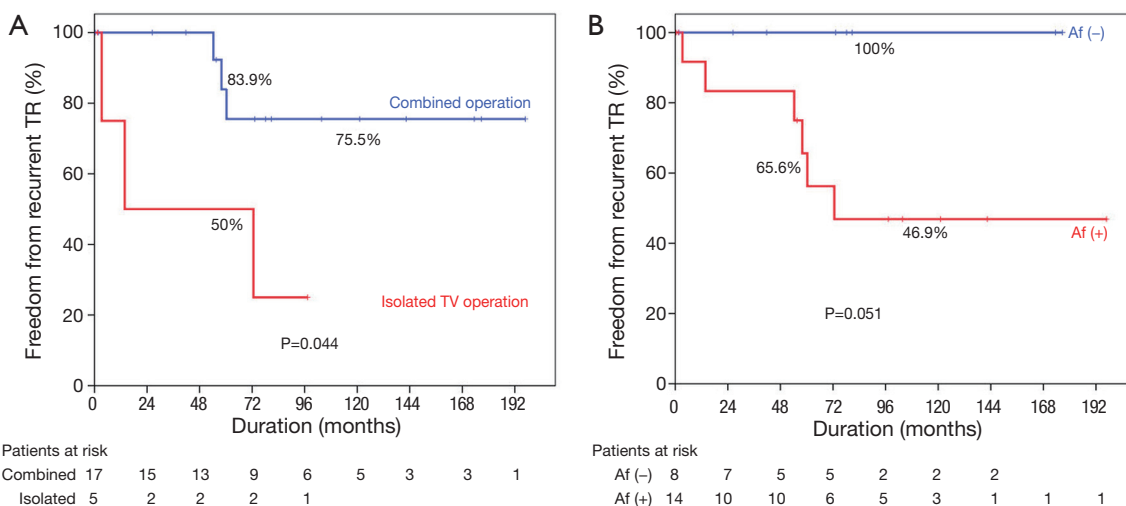 A
Freedom from recurrent TR (%)
100
80
60
40
20
0
83.9%
Combined operation
75.5%
50%
Isolated TV operation
P=0.044
0 24 48 72 96 120 144 168 192
Duration (months)
Patients at risk
Combined 17 15 13 9 6 5 3 3 1
Isolated 5 2 2 2 1
B
Freedom from recurrent TR (%)
100
80
60
40
20
0
Af (–)
100%
65.6%
46.9%
Af (+)
P=0.051
0 24 48 72 96 120 144 168 192
Duration (months)
Patients at risk
Af (–) 8 7 5 5 2 2 2
Af (+) 14 10 10 6 5 3 1 1 1